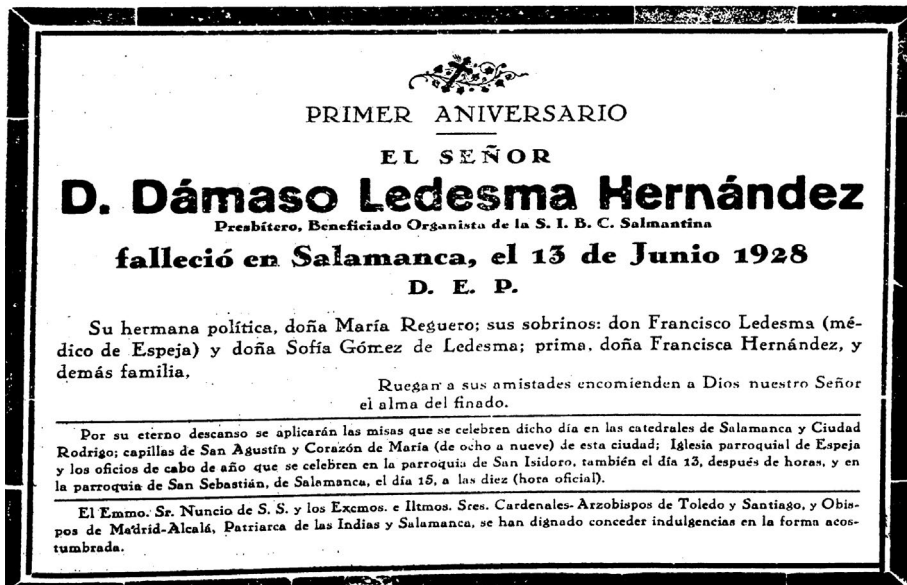 PRIMER ANIVERSARIO
EL SEÑOR
D. Dámaso Ledesma Hernández
Presbítero, Beneficiado Organista de la S. I. B. C. Salmantina
falleció en Salamanca, el 13 de Junio 1928
D. E. P.
Su hermana política, doña María Reguero; sus sobrinos: don Francisco Ledesma (mé-
dico de Espeja) y doña Sofía Gómez de Ledesma; prima, doña Francisca Hernández, y
demás familia,
Ruegan a sus amistades encomienden a Dios nuestro Señor
el alma del finado.
Por su eterno descanso se aplicarán las misas que se celebren dicho día en las catedrales de Salamanca y Ciudad
Rodrigo; capillas de San Agustín y Corazón de María (de ocho a nueve) de esta ciudad; Iglesia parroquial de Espeja
y los oficios de cabo de año que se celebren en la parroquia de San Isidoro, también el día 13, después de horas, y en
la parroquia de San Sebastián, de Salamanca, el día 15, a las diez (hora oficial).
El Emmo. Sr. Nuncio de S. S. y los Excmos. e Iltmos. Sres. Cardenales-Arzobispos de Toledo y Santiago, y Obis-
pos de Madrid-Alcalá, Patriarca de las Indias y Salamanca, se han dignado conceder indulgencias en la forma acos-
tumbrada.